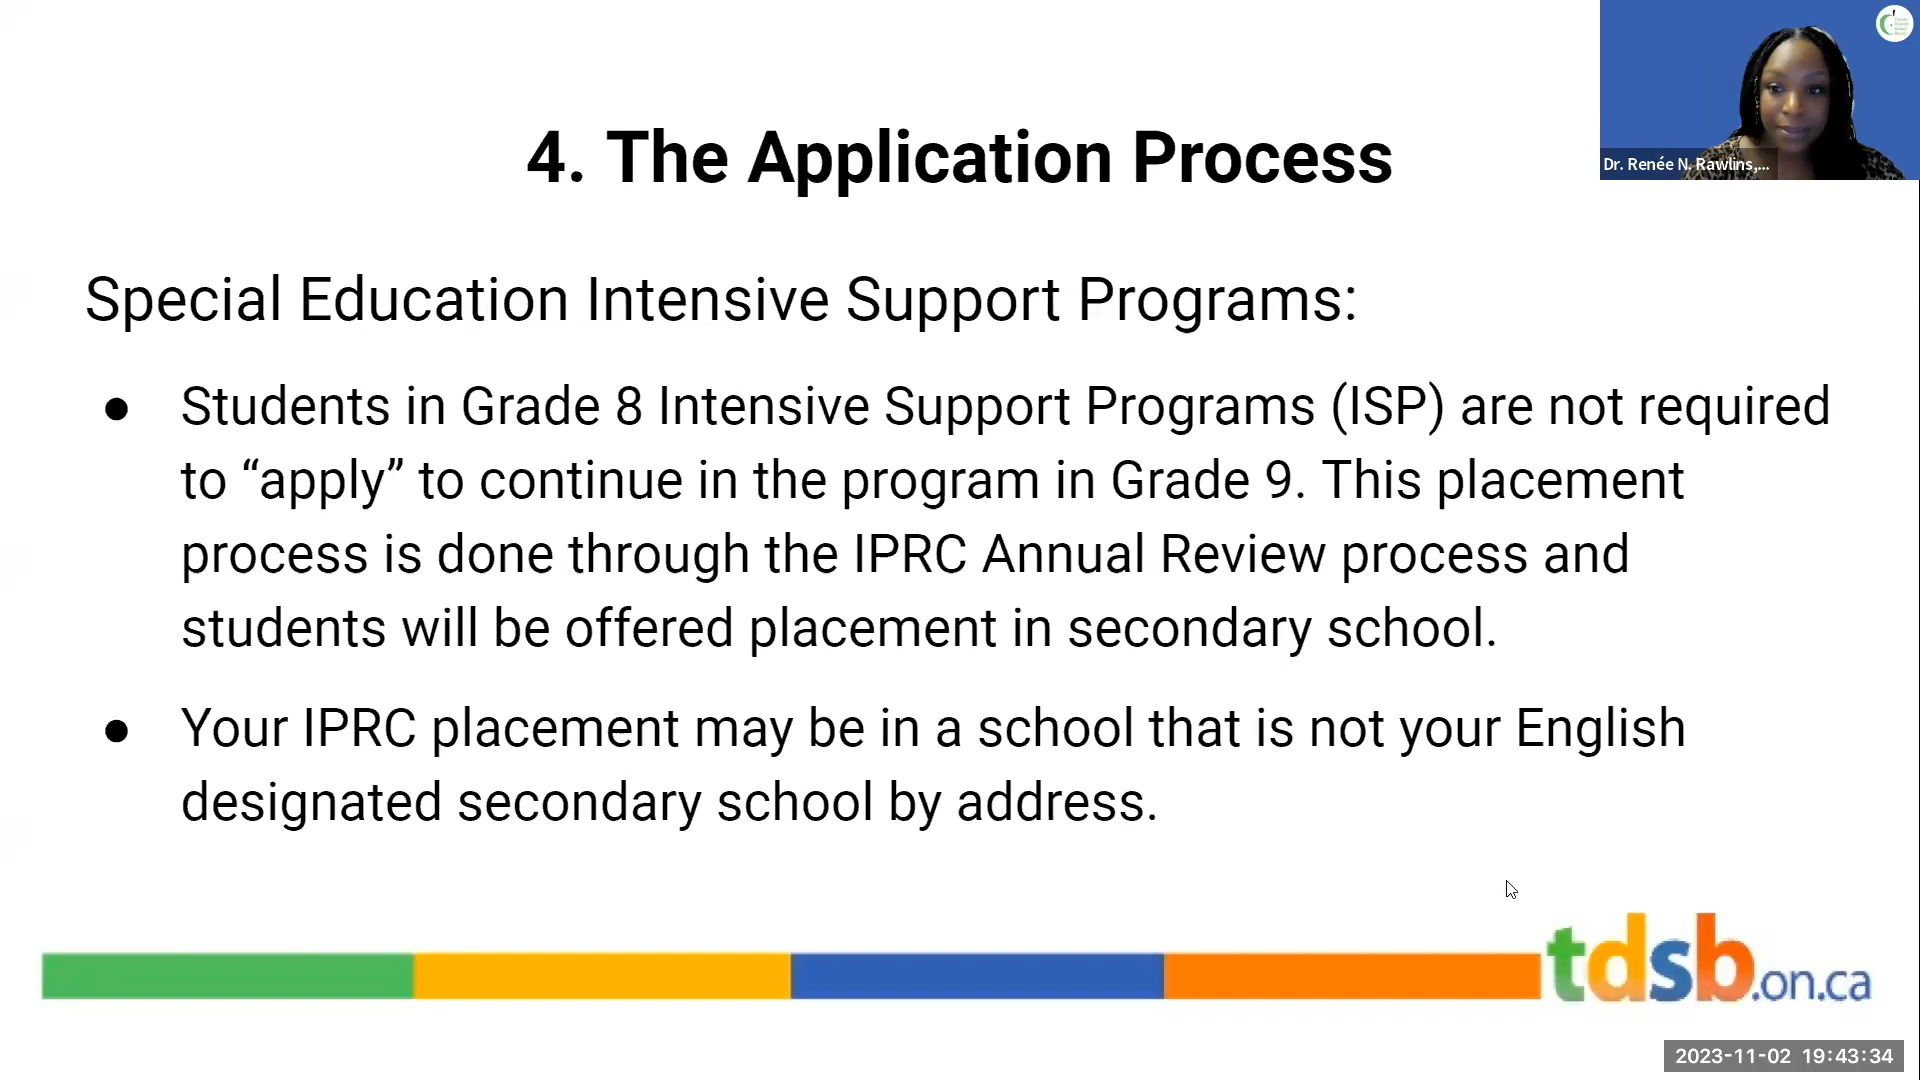 4. The Application Process
Dr. Renée N. Rawlins,...
Special Education Intensive Support Programs:
● Students in Grade 8 Intensive Support Programs (ISP) are not required
to “apply” to continue in the program in Grade 9. This placement
process is done through the IPRC Annual Review process and
students will be offered placement in secondary school.
● Your IPRC placement may be in a school that is not your English
designated secondary school by address.
tdsb.on.ca
2023-11-02 19:43:34